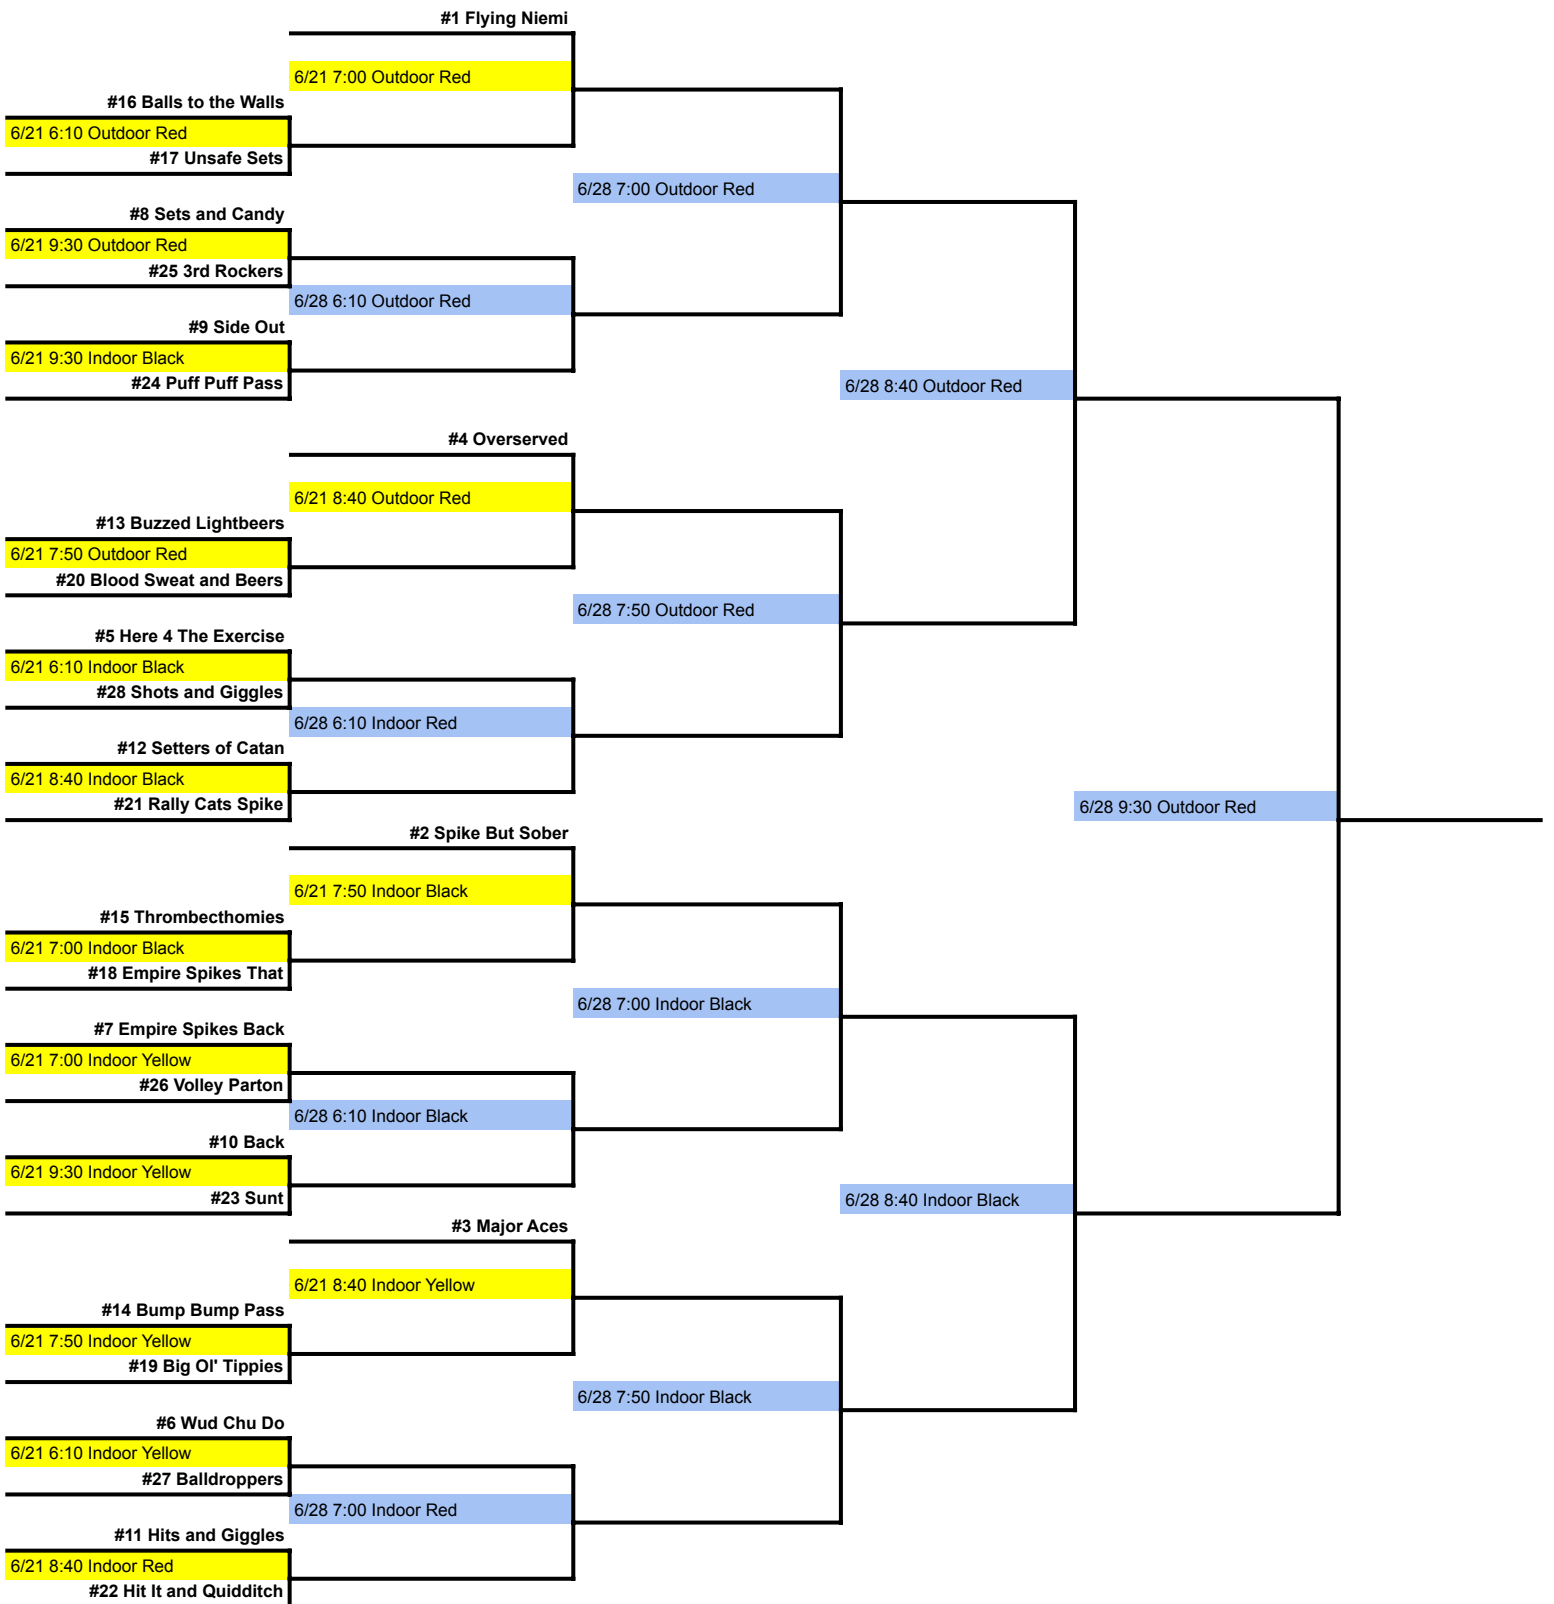 #1 Flying Niemi
6/21 7:00 Outdoor Red
#16 Balls to the Walls
6/21 6:10 Outdoor Red
#17 Unsafe Sets
6/28 7:00 Outdoor Red
#8 Sets and Candy
6/21 9:30 Outdoor Red
#25 3rd Rockers
6/28 6:10 Outdoor Red
#9 Side Out
6/21 9:30 Indoor Black
#24 Puff Puff Pass
6/28 8:40 Outdoor Red
#4 Overserved
6/21 8:40 Outdoor Red
#13 Buzzed Lightbeers
6/21 7:50 Outdoor Red
#20 Blood Sweat and Beers
6/28 7:50 Outdoor Red
#5 Here 4 The Exercise
6/21 6:10 Indoor Black
#28 Shots and Giggles
6/28 6:10 Indoor Red
#12 Setters of Catan
6/21 8:40 Indoor Black
#21 Rally Cats Spike
6/28 9:30 Outdoor Red
#2 Spike But Sober
6/21 7:50 Indoor Black
#15 Thrombecthomies
6/21 7:00 Indoor Black
#18 Empire Spikes That
6/28 7:00 Indoor Black
#7 Empire Spikes Back
6/21 7:00 Indoor Yellow
#26 Volley Parton
6/28 6:10 Indoor Black
#10 Back
6/21 9:30 Indoor Yellow
#23 Sunt
6/28 8:40 Indoor Black
#3 Major Aces
6/21 8:40 Indoor Yellow
#14 Bump Bump Pass
6/21 7:50 Indoor Yellow
#19 Big Ol' Tippies
6/28 7:50 Indoor Black
#6 Wud Chu Do
6/21 6:10 Indoor Yellow
#27 Balldroppers
6/28 7:00 Indoor Red
#11 Hits and Giggles
6/21 8:40 Indoor Red
#22 Hit It and Quidditch